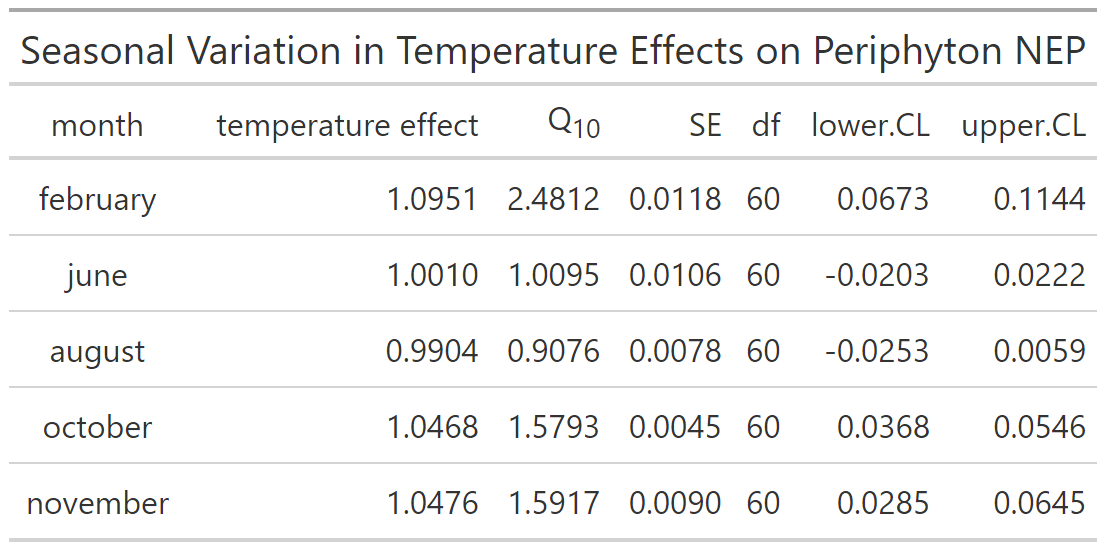 Seasonal Variation in Temperature Effects on Periphyton NEP
month temperature effect Q10 SE df lower.CL upper.CL
february 1.0951 2.4812 0.0118 60 0.0673 0.1144
june 1.0010 1.0095 0.0106 60 -0.0203 0.0222
august 0.9904 0.9076 0.0078 60 -0.0253 0.0059
october 1.0468 1.5793 0.0045 60 0.0368 0.0546
november 1.0476 1.5917 0.0090 60 0.0285 0.0645